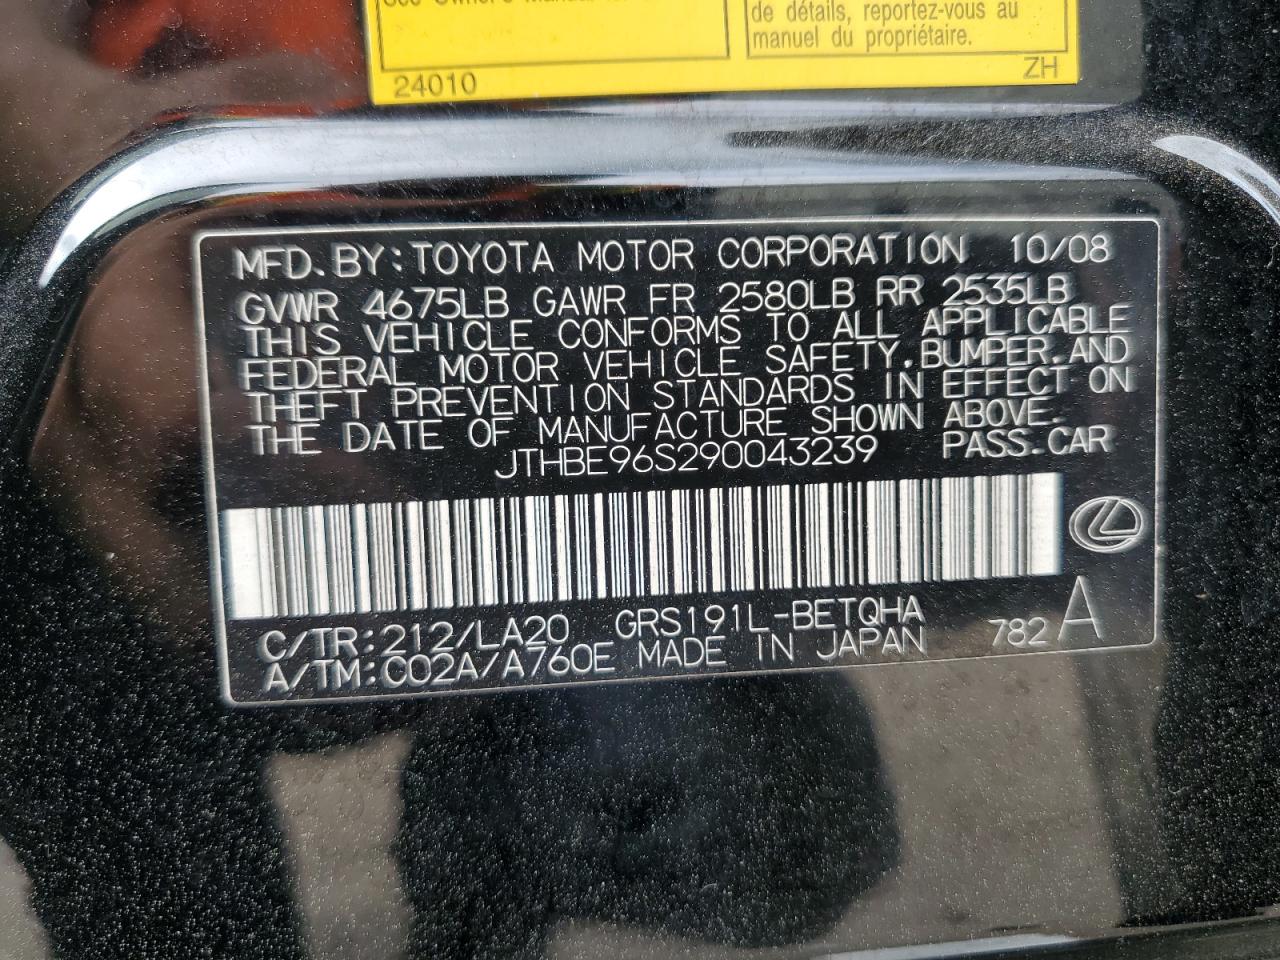 de détails, reportez-vous au
manuel du propriétaire.
24010
ZH
MFD. BY: TOYOTA MOTOR CORPORATION 10/08
GVWR 4675LB GAWR FR 2580LB RR 2535LB
THIS VEHICLE CONFORMS TO ALL APPLICABLE
FEDERAL MOTOR VEHICLE SAFETY, BUMPER, AND
THEFT PREVENTION STANDARDS IN EFFECT ON
THE DATE OF MANUFACTURE SHOWN ABOVE.
JTHBE96S290043239 PASS. CAR
C/TR: 212/LA20 GRS191L-BETQHA
A/TM: C02A/A760E MADE IN JAPAN 782 A